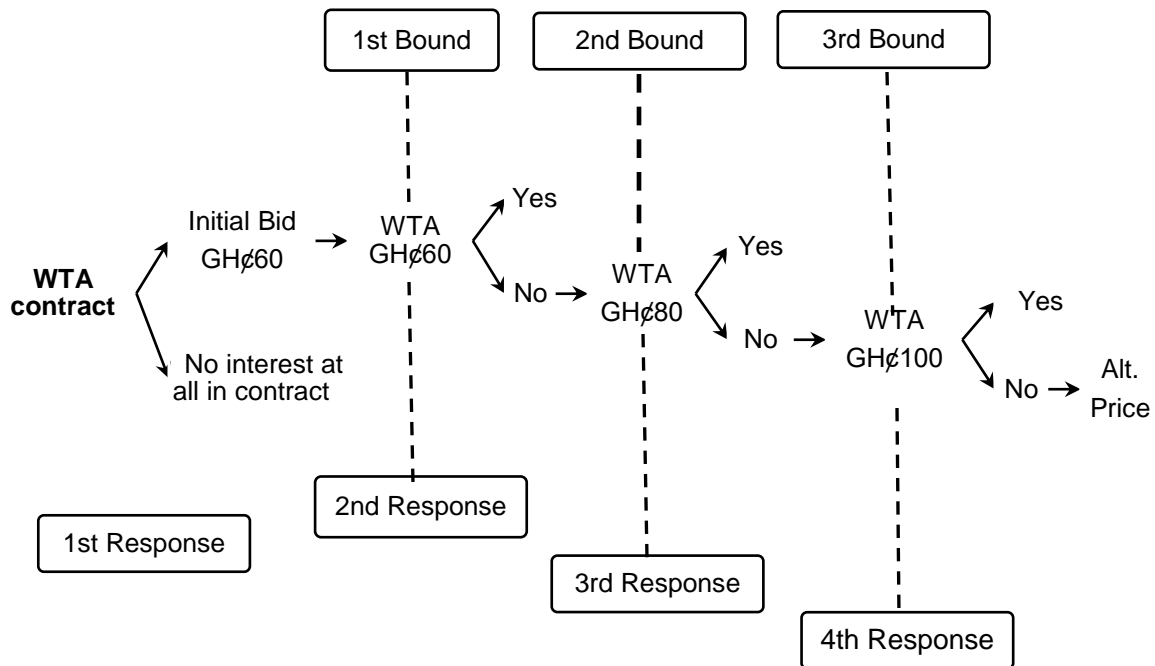 1st Bound
2nd Bound
3rd Bound
WTA
contract
Initial Bid
GH₵60
No interest at
all in contract
WTA
GH₵60
Yes
No
WTA
GH₵80
Yes
No
WTA
GH₵100
Yes
No
Alt.
Price
1st Response
2nd Response
3rd Response
4th Response